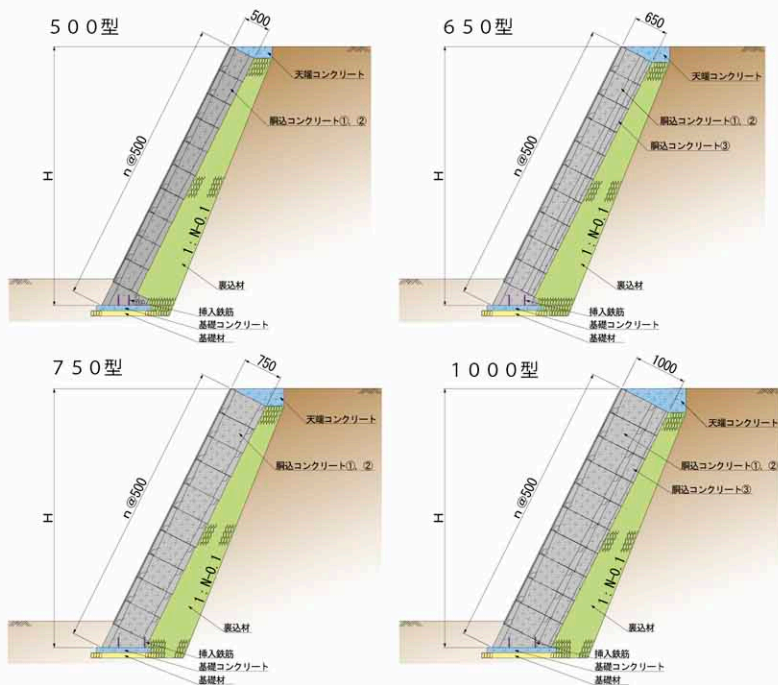 ５００型
500
H
n@500
天端コンクリート
胴込コンクリート①、②
1：N-0.1
裏込材
挿入鉄筋
基礎コンクリート
基礎材
６５０型
650
H
n@500
天端コンクリート
胴込コンクリート①、②
胴込コンクリート③
1：N-0.1
裏込材
挿入鉄筋
基礎コンクリート
基礎材
７５０型
750
H
n@500
天端コンクリート
胴込コンクリート①、②
1：N-0.1
裏込材
挿入鉄筋
基礎コンクリート
基礎材
１０００型
1000
H
n@500
天端コンクリート
胴込コンクリート①、②
胴込コンクリート③
1：N-0.1
裏込材
挿入鉄筋
基礎コンクリート
基礎材